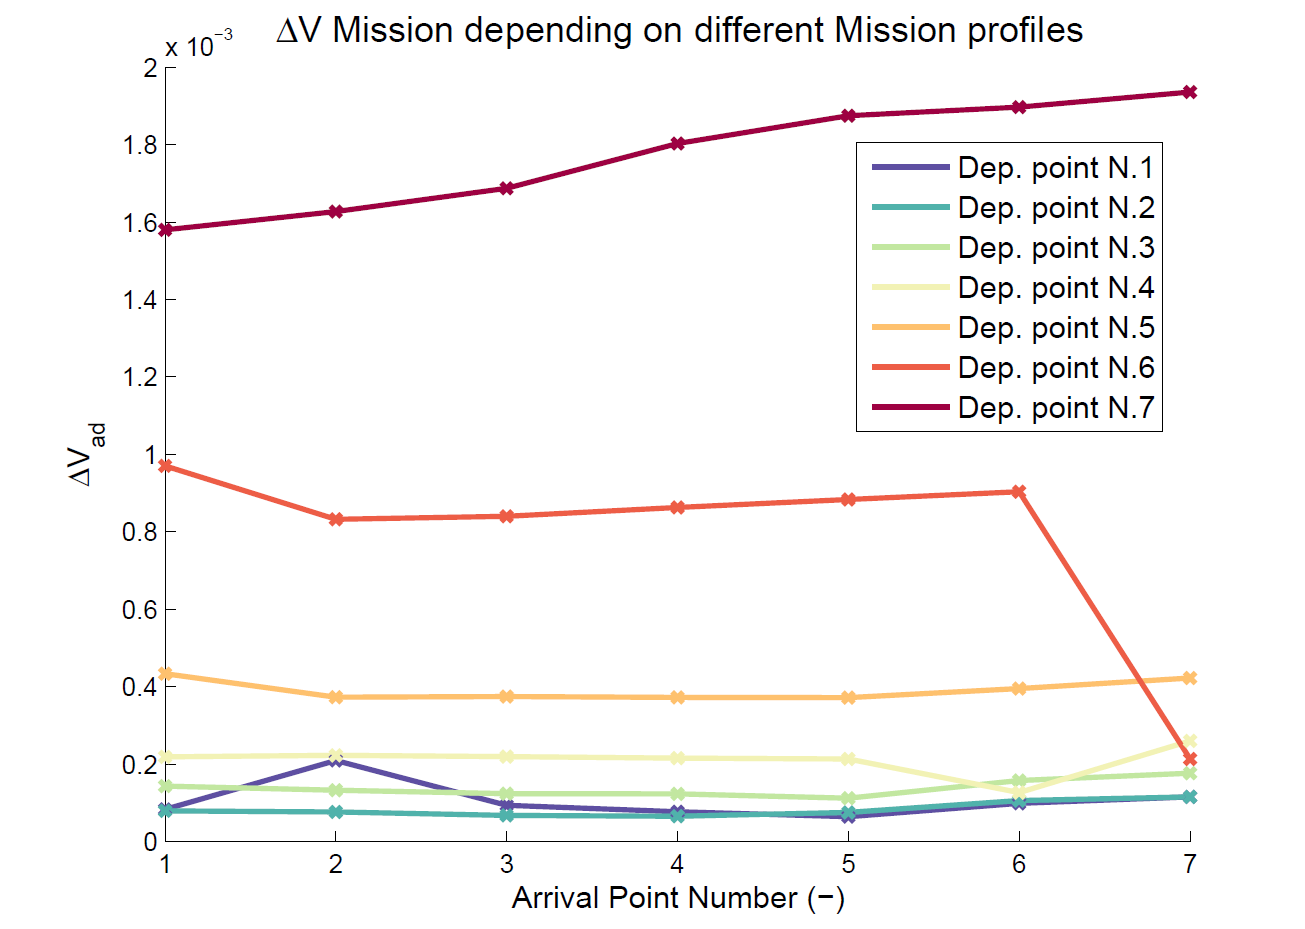 ΔV Mission depending on different Mission profiles
x 10−3
2
1.8
1.6
1.4
1.2
1
0.8
0.6
0.4
0.2
0
ΔVad
Dep. point N.1
Dep. point N.2
Dep. point N.3
Dep. point N.4
Dep. point N.5
Dep. point N.6
Dep. point N.7
1 2 3 4 5 6 7
Arrival Point Number (−)